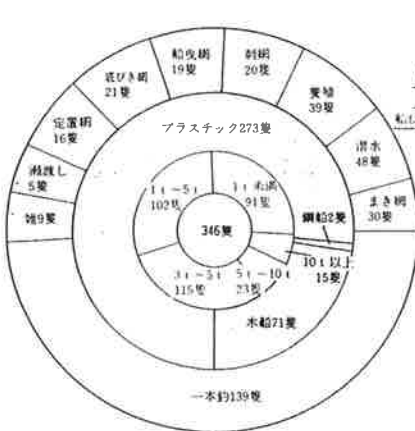 船曳網
19隻
刺網
20隻
底びき網
21隻
養殖
39隻
定置網
16隻
潜水
48隻
瀬渡し
5隻
まき網
30隻
雑9隻
プラスチック273隻
1t~5t
102隻
1t未満
91隻
346隻
鋼船2隻
10t以上
15隻
3t~5t
115隻
5t~10t
23隻
木船71隻
一本釣139隻